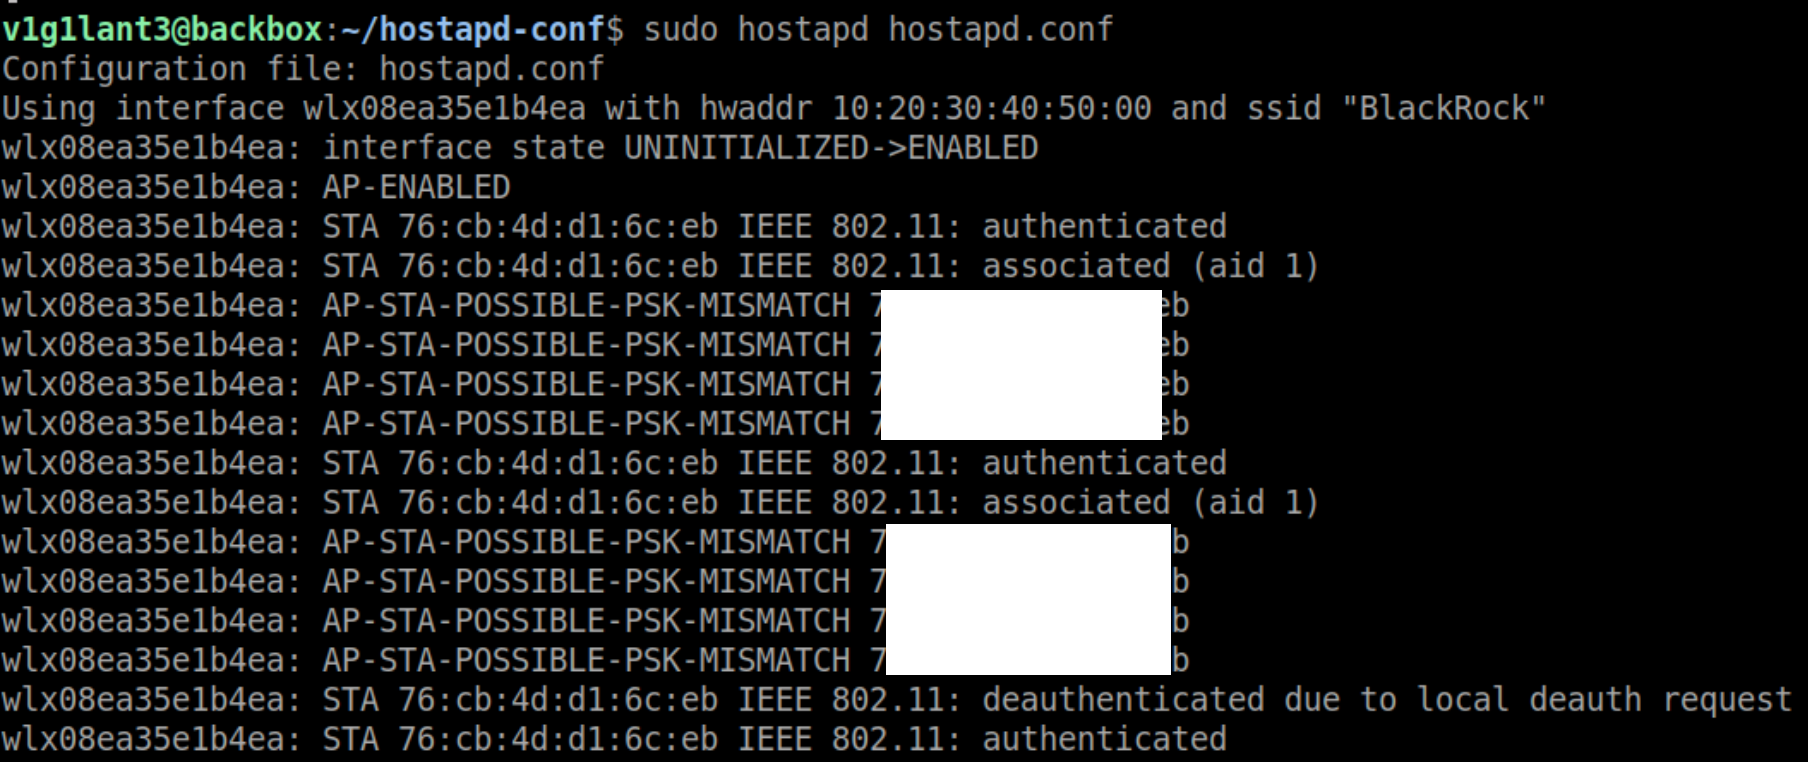 v1g1lant3@backbox:~/hostapd-conf$ sudo hostapd hostapd.conf
Configuration file: hostapd.conf
Using interface wlx08ea35e1b4ea with hwaddr 10:20:30:40:50:00 and ssid "BlackRock"
wlx08ea35e1b4ea: interface state UNINITIALIZED->ENABLED
wlx08ea35e1b4ea: AP-ENABLED
wlx08ea35e1b4ea: STA 76:cb:4d:d1:6c:eb IEEE 802.11: authenticated
wlx08ea35e1b4ea: STA 76:cb:4d:d1:6c:eb IEEE 802.11: associated (aid 1)
wlx08ea35e1b4ea: AP-STA-POSSIBLE-PSK-MISMATCH 7 eb
wlx08ea35e1b4ea: AP-STA-POSSIBLE-PSK-MISMATCH 7 eb
wlx08ea35e1b4ea: AP-STA-POSSIBLE-PSK-MISMATCH 7 eb
wlx08ea35e1b4ea: AP-STA-POSSIBLE-PSK-MISMATCH 7 eb
wlx08ea35e1b4ea: STA 76:cb:4d:d1:6c:eb IEEE 802.11: authenticated
wlx08ea35e1b4ea: STA 76:cb:4d:d1:6c:eb IEEE 802.11: associated (aid 1)
wlx08ea35e1b4ea: AP-STA-POSSIBLE-PSK-MISMATCH 7 b
wlx08ea35e1b4ea: AP-STA-POSSIBLE-PSK-MISMATCH 7 b
wlx08ea35e1b4ea: AP-STA-POSSIBLE-PSK-MISMATCH 7 b
wlx08ea35e1b4ea: AP-STA-POSSIBLE-PSK-MISMATCH 7 b
wlx08ea35e1b4ea: STA 76:cb:4d:d1:6c:eb IEEE 802.11: deauthenticated due to local deauth request
wlx08ea35e1b4ea: STA 76:cb:4d:d1:6c:eb IEEE 802.11: authenticated